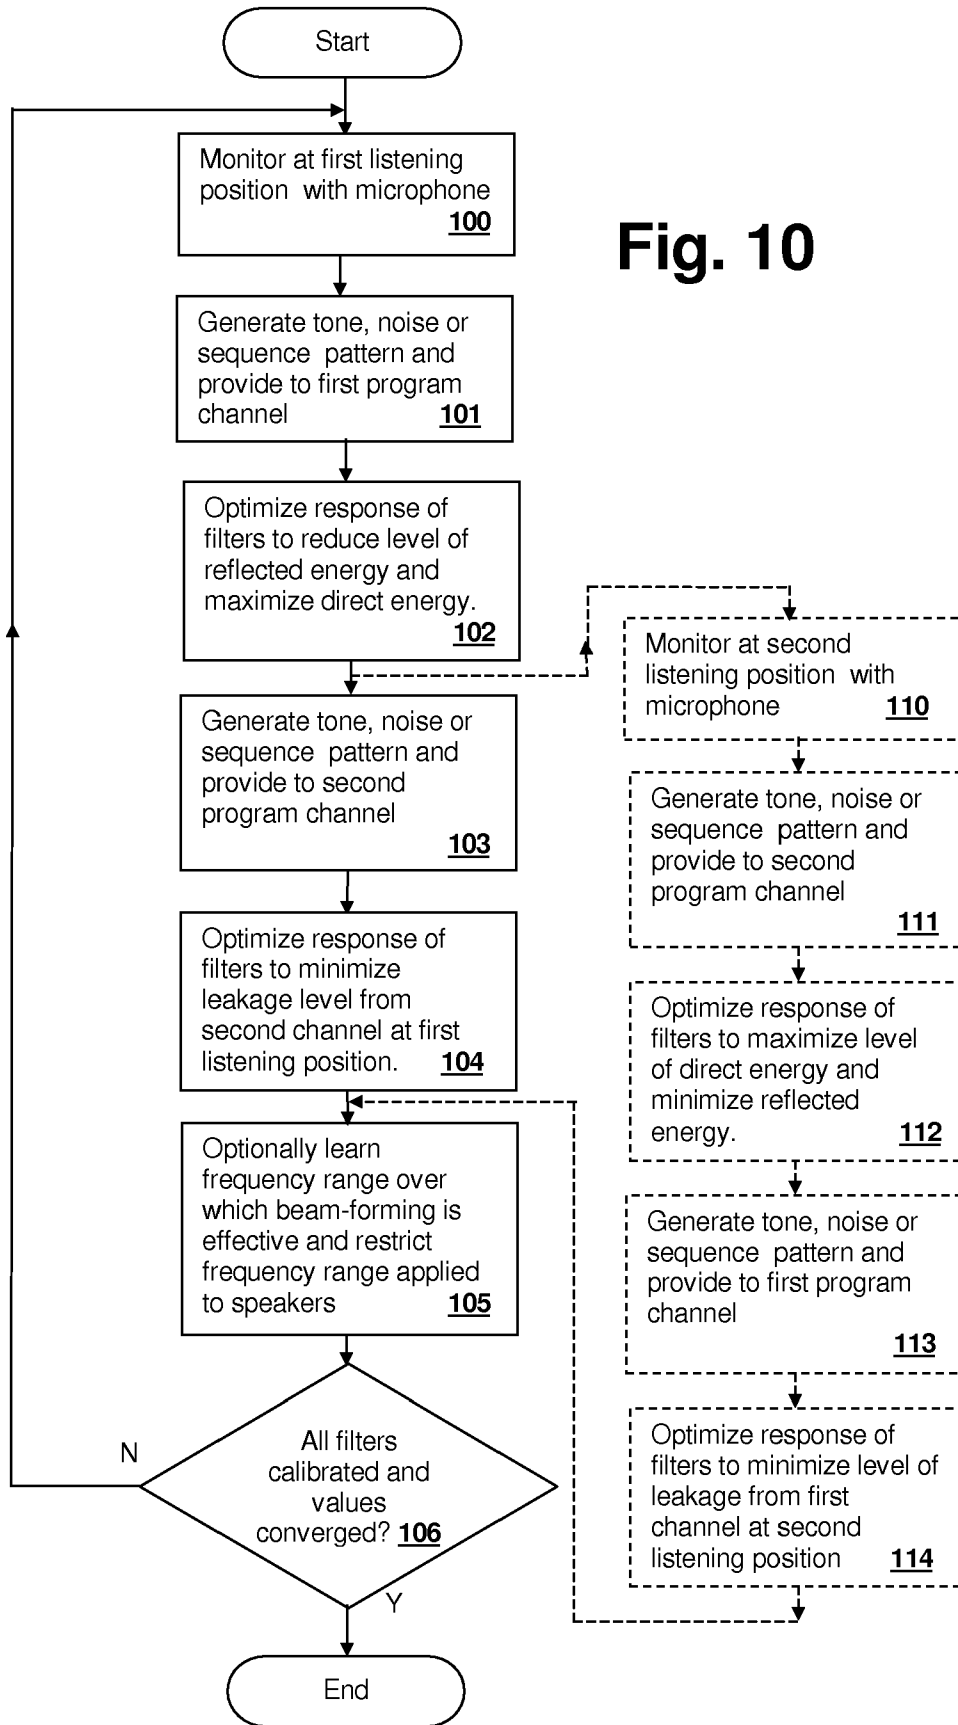 Start
Monitor at first listening
position with microphone
100
Fig. 10
Generate tone, noise or
sequence pattern and
provide to first program
channel 101
Optimize response of
filters to reduce level of
reflected energy and
maximize direct energy.
102
Generate tone, noise or
sequence pattern and
provide to second
program channel
103
Optimize response of
filters to minimize
leakage level from
second channel at first
listening position. 104
Optionally learn
frequency range over
which beam-forming is
effective and restrict
frequency range applied
to speakers 105
N
All filters
calibrated and
values
converged? 106
Y
End
Monitor at second
listening position with
microphone 110
Generate tone, noise or
sequence pattern and
provide to second
program channel
111
Optimize response of
filters to maximize level
of direct energy and
minimize reflected
energy. 112
Generate tone, noise or
sequence pattern and
provide to first program
channel
113
Optimize response of
filters to minimize level of
leakage from first
channel at second
listening position 114